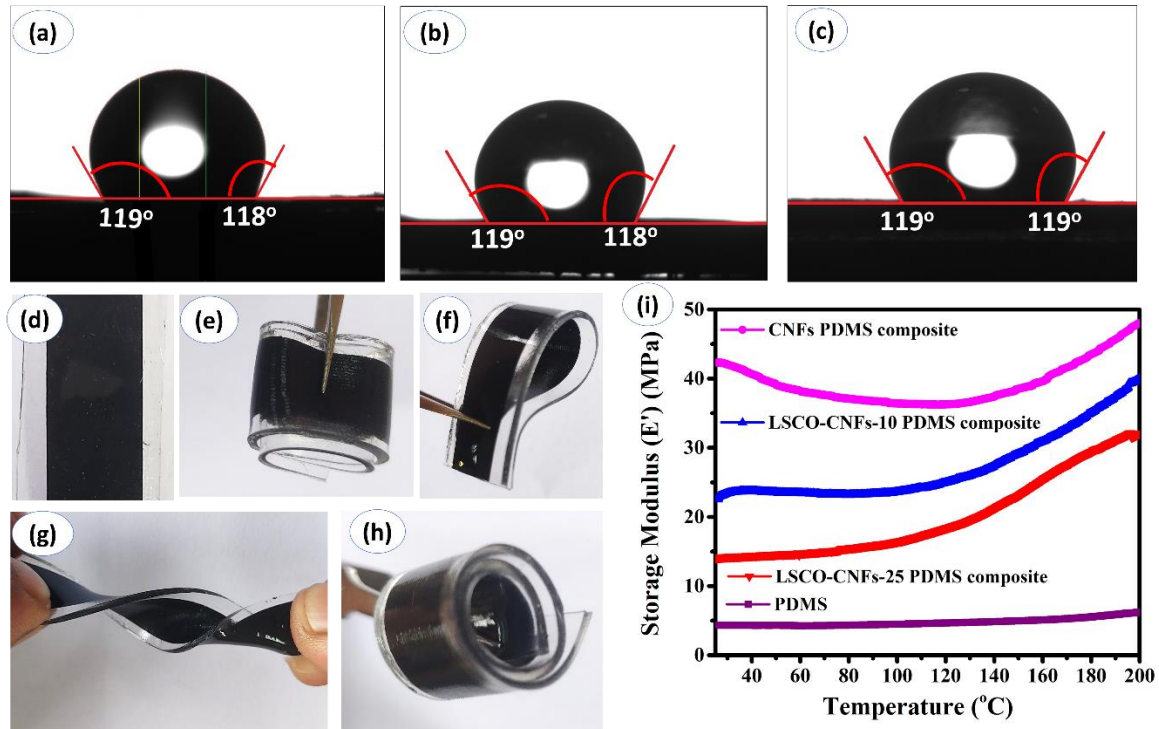 (a)
119° 118°
(b)
119° 118°
(c)
119° 119°
(d)
(e)
(f)
(g)
(h)
(i)
50
40
30
20
10
0
Storage Modulus (E') (MPa)
CNFs PDMS composite
LSCO-CNFs-10 PDMS composite
LSCO-CNFs-25 PDMS composite
PDMS
40 60 80 100 120 140 160 180 200
Temperature (°C)